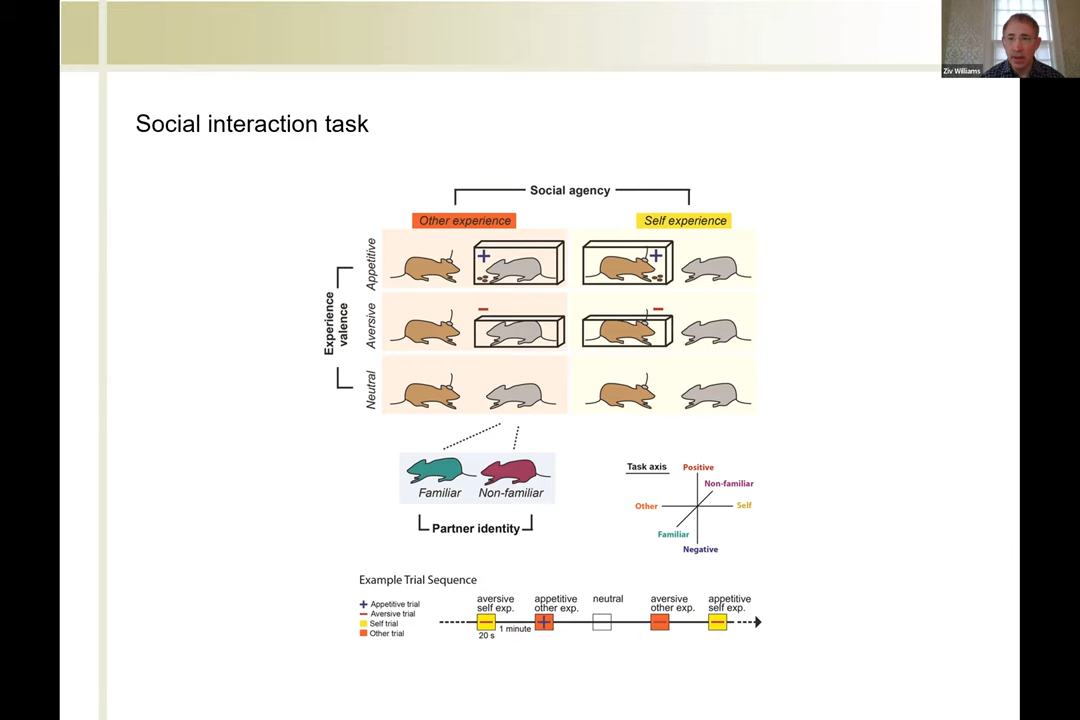 Ziv Williams
Social interaction task
Social agency
Other experience
Self experience
Experience
valence
Appetitive
+
+
Aversive
−
−
Neutral
Familiar
Non-familiar
Partner identity
Task axis
Positive
Non-familiar
Other
Self
Familiar
Negative
Example Trial Sequence
+ Appetitive trial
− Aversive trial
Self trial
Other trial
aversive
self exp.
appetitive
other exp.
neutral
aversive
other exp.
appetitive
self exp.
−
+
−
−
20 s
1 minute